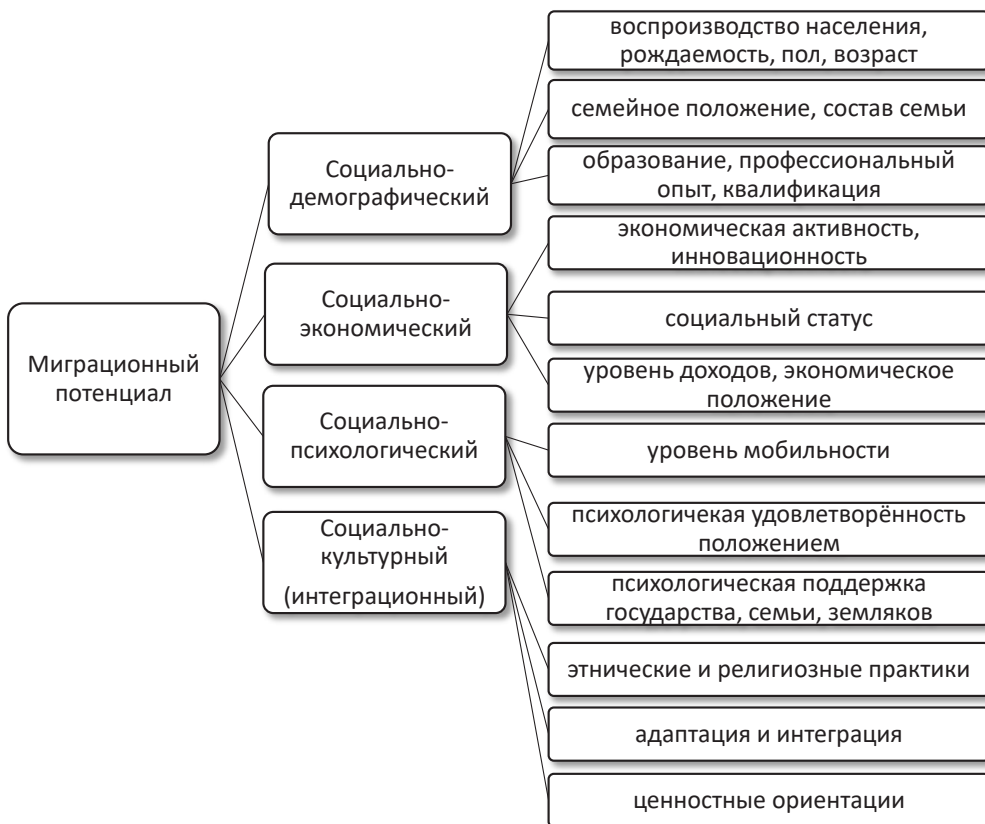 Миграционный
потенциал
Социально-
демографический
воспроизводство населения,
рождаемость, пол, возраст
семейное положение, состав семьи
образование, профессиональный
опыт, квалификация
Социально-
экономический
экономическая активность,
инновационность
социальный статус
уровень доходов, экономическое
положение
Социально-
психологический
уровень мобильности
психологичекая удовлетворённость
положением
психологическая поддержка
государства, семьи, земляков
Социально-
культурный
(интеграционный)
этнические и религиозные практики
адаптация и интеграция
ценностные ориентации